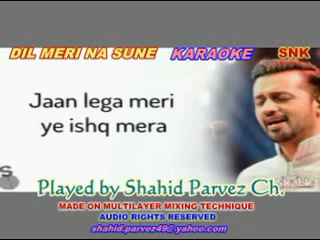 DIL MERI NA SUNE KARAOKE SNK
Jaan lega meri
ye ishq mera
Played by Shahid Parvez Ch.
MADE ON MULTILAYER MIXING TECHNIQUE
AUDIO RIGHTS RESERVED
shahid.parvez49@yahoo.com